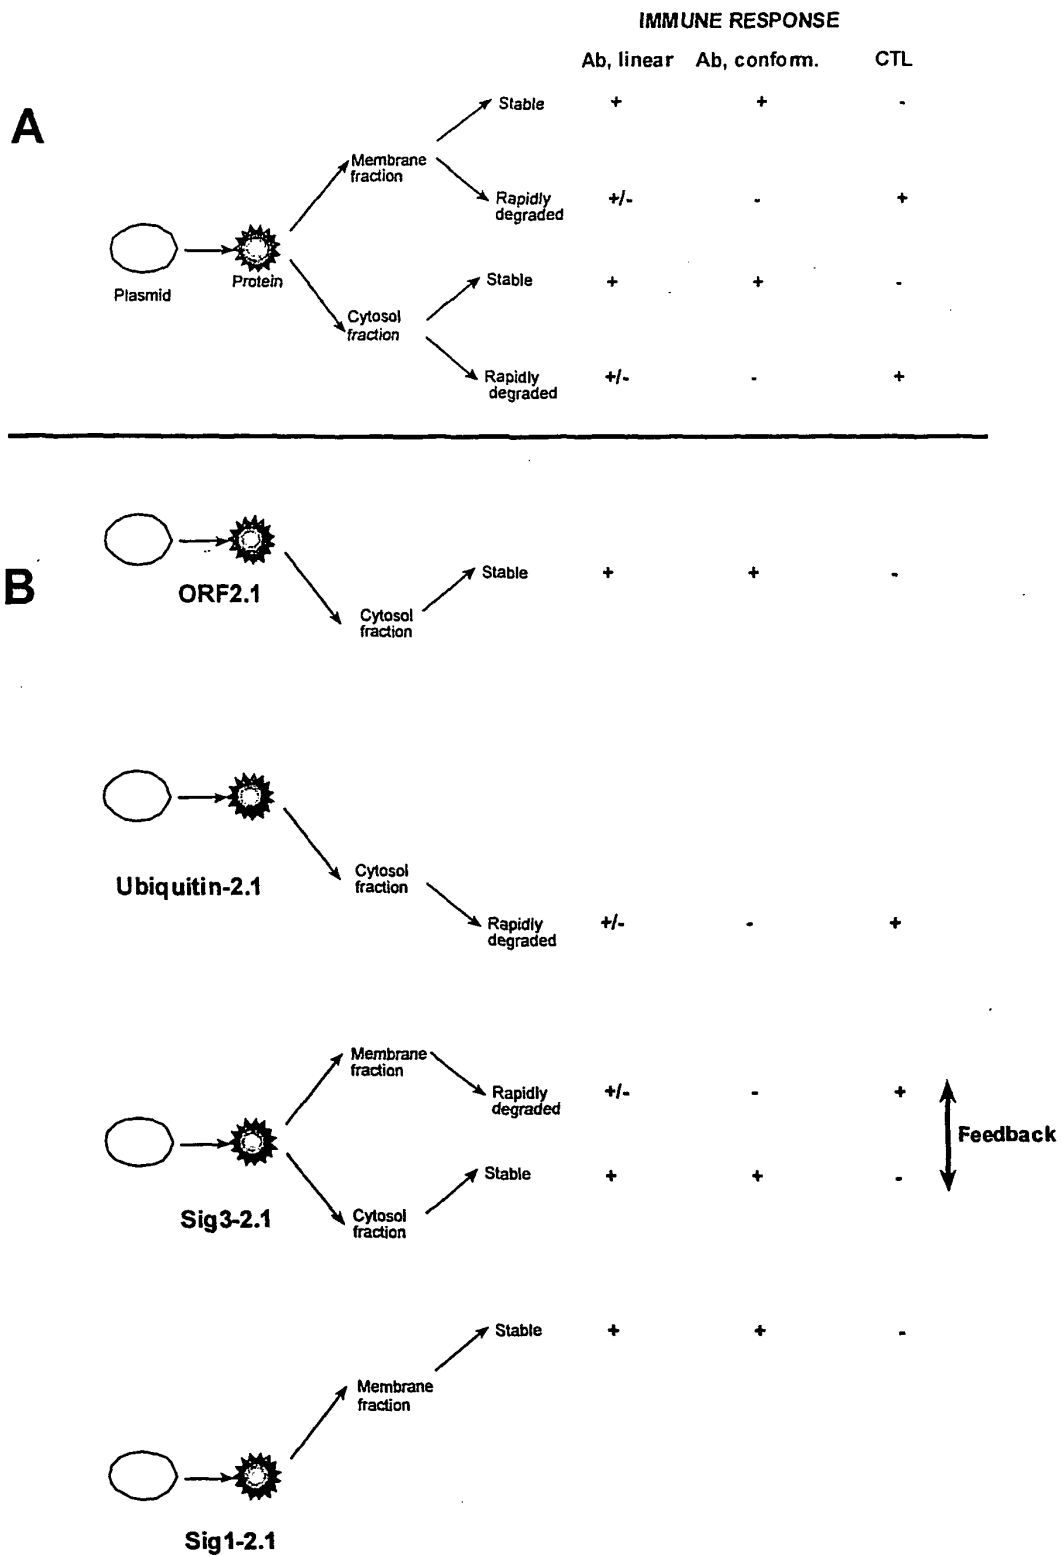 IMMUNE RESPONSE
Ab, linear Ab, conform. CTL
A
Stable + + -
Membrane
fraction
Rapidly
degraded +/- - +
Plasmid
Protein
Stable + + -
Cytosol
fraction
Rapidly
degraded +/- - +
B
ORF2.1
Stable + + -
Cytosol
fraction
Ubiquitin-2.1
Cytosol
fraction
Rapidly
degraded +/- - +
Membrane
fraction
Rapidly
degraded +/- - +
Feedback
Stable + + -
Sig3-2.1
Cytosol
fraction
Stable + + -
Membrane
fraction
Sig1-2.1